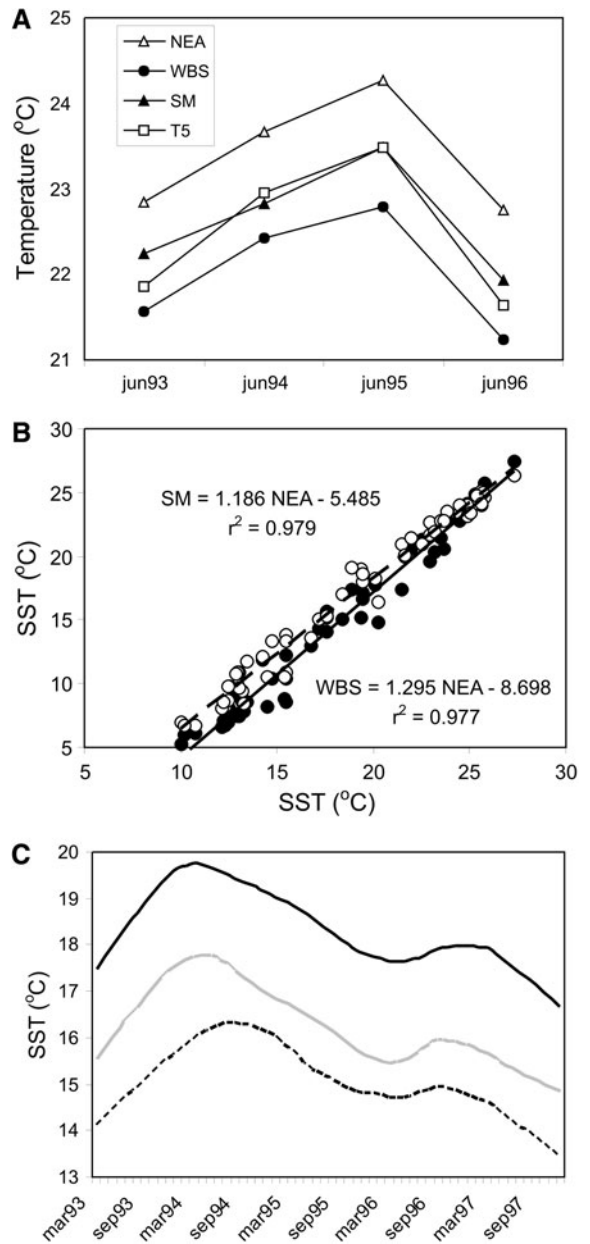 A
25
24
23
22
21
Temperature (°C)
NEA
WBS
SM
T5
jun93 jun94 jun95 jun96
B
30
25
20
15
10
5
SST (°C)
SM = 1.186 NEA - 5.485
r² = 0.979
WBS = 1.295 NEA - 8.698
r² = 0.977
5 10 15 20 25 30
SST (°C)
C
20
19
18
17
16
15
14
13
SST (°C)
mar93 sep93 mar94 sep94 mar95 sep95 mar96 sep96 mar97 sep97